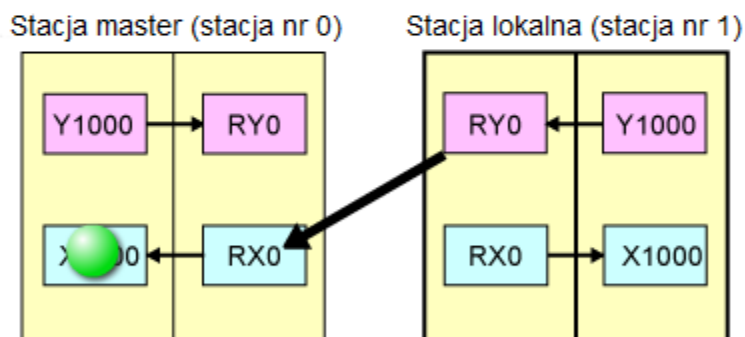 Stacja master (stacja nr 0) Stacja lokalna (stacja nr 1)
Y1000 RY0 RY0 Y1000
RX0 RX0 X1000